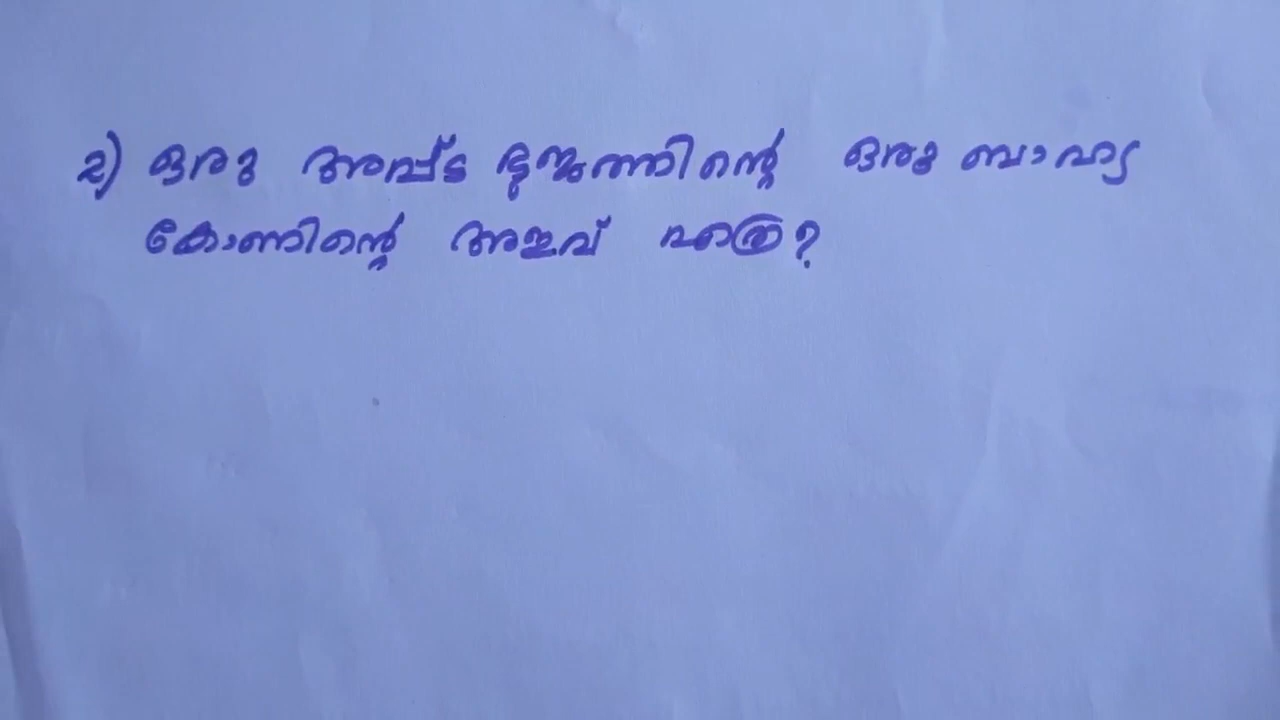 2) ഒരു അഷ്ട ഭുജത്തിന്റെ ഒരു ബാഹ്യ
കോണിന്റെ അളവ് എത്ര?